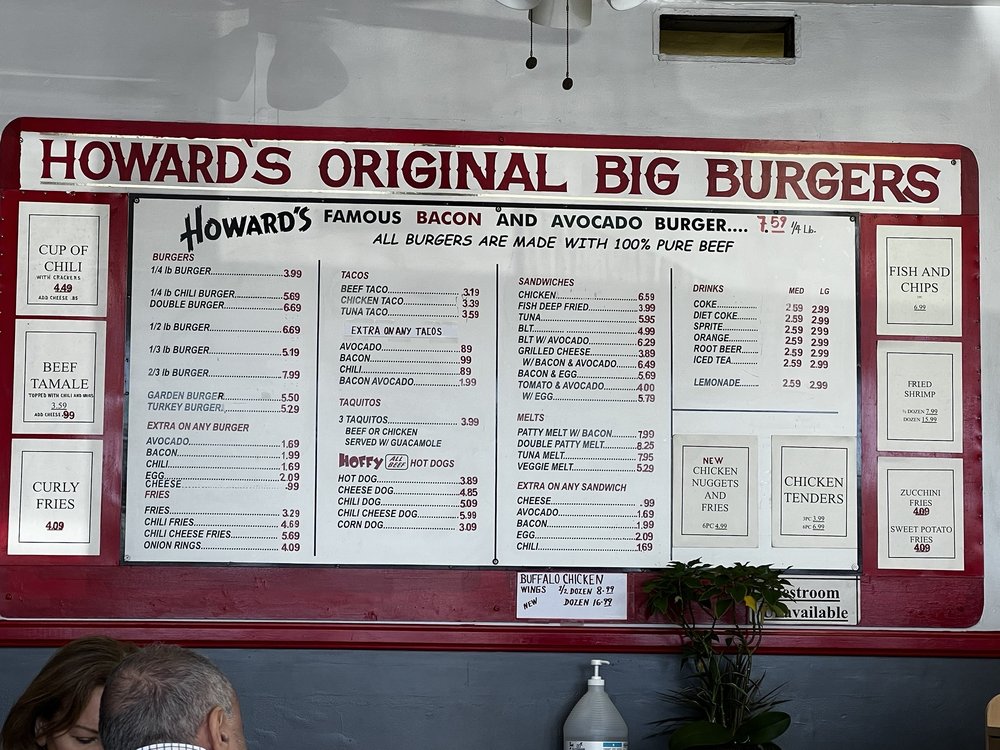 HOWARD'S ORIGINAL BIG BURGERS
HOWARD'S FAMOUS BACON AND AVOCADO BURGER.... 7.59 1/4 Lb.
ALL BURGERS ARE MADE WITH 100% PURE BEEF
CUP OF
CHILI
WITH CRACKERS
4.49
ADD CHEESE .85
BEEF
TAMALE
TOPPED WITH CHILI AND
3.59
ADD CHEESE .99
CURLY
FRIES
4.09
BURGERS
1/4 lb BURGER 3.99
1/4 lb CHILI BURGER 5.69
DOUBLE BURGER 6.69
1/2 lb BURGER 6.69
1/3 lb BURGER 5.19
2/3 lb BURGER 7.99
GARDEN BURGER 5.50
TURKEY BURGER 5.29
EXTRA ON ANY BURGER
AVOCADO 1.69
BACON 1.99
CHILI 1.69
EGG 2.09
CHEESE .99
FRIES
FRIES 3.29
CHILI FRIES 4.69
CHILI CHEESE FRIES 5.69
ONION RINGS 4.09
TACOS
BEEF TACO 3.19
CHICKEN TACO 3.39
TUNA TACO 3.59
EXTRA ON ANY TACOS
AVOCADO .89
BACON .99
CHILI .89
BACON AVOCADO 1.99
TAQUITOS
3 TAQUITOS 3.99
BEEF OR CHICKEN
SERVED W/ GUACAMOLE
HOFFY ALL BEEF HOT DOGS
HOT DOG 3.89
CHEESE DOG 4.85
CHILI DOG 5.09
CHILI CHEESE DOG 5.99
CORN DOG 3.09
SANDWICHES
CHICKEN 6.59
FISH DEEP FRIED 3.99
TUNA 5.95
BLT 4.99
BLT W/ AVOCADO 6.29
GRILLED CHEESE 3.89
W/ BACON & AVOCADO 6.49
BACON & EGG 5.69
TOMATO & AVOCADO 4.00
W/ EGG 5.79
MELTS
PATTY MELT W/ BACON 7.99
DOUBLE PATTY MELT 8.25
TUNA MELT 7.95
VEGGIE MELT 5.29
EXTRA ON ANY SANDWICH
CHEESE .99
AVOCADO 1.69
BACON 1.99
EGG 2.09
CHILI 1.69
DRINKS MED LG
COKE 2.59 2.99
DIET COKE 2.59 2.99
SPRITE 2.59 2.99
ORANGE 2.59 2.99
ROOT BEER 2.59 2.99
ICED TEA 2.59 2.99
LEMONADE 2.59 2.99
NEW
CHICKEN
NUGGETS
AND
FRIES
6PC 4.99
CHICKEN
TENDERS
3PC 3.99
6PC 6.99
FISH AND
CHIPS
6.99
FRIED
SHRIMP
½ DOZEN 7.99
DOZEN 15.99
ZUCCHINI
FRIES
4.09
SWEET POTATO
FRIES
4.09
BUFFALO CHICKEN
WINGS 1/2 DOZEN 8.99
NEW DOZEN 16.99
Restroom
available